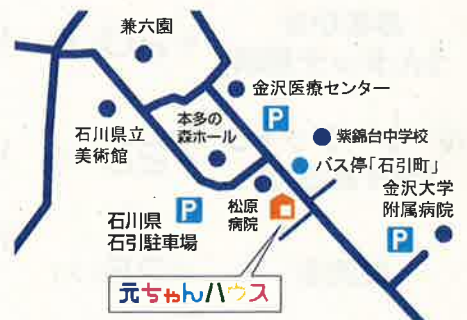 兼六園
金沢医療センター
P
本多の
森ホール
紫錦台中学校
石川県立
美術館
バス停「石引町」
金沢大学
附属病院
松原
病院
P
石川県
石引駐車場
P
元ちゃんハウス